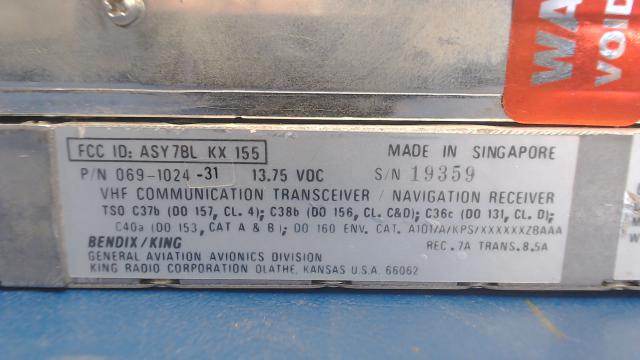 WA
VOID
FCC ID: ASY7BL KX 155
MADE IN SINGAPORE
P/N 069-1024 -31 13.75 VDC S/N 19359
VHF COMMUNICATION TRANSCEIVER / NAVIGATION RECEIVER
TSO C37b (DO 157, CL. 4); C38b (DO 156, CL. C&D); C36c (DO 131, CL. D);
C40a (DO 153, CAT A & B); DO 160 ENV. CAT. A1D1/A/KPS/XXXXXXZBAAA
BENDIX/KING REC. .7A TRANS. 8.5A
GENERAL AVIATION AVIONICS DIVISION
KING RADIO CORPORATION OLATHE, KANSAS U.S.A. 66062